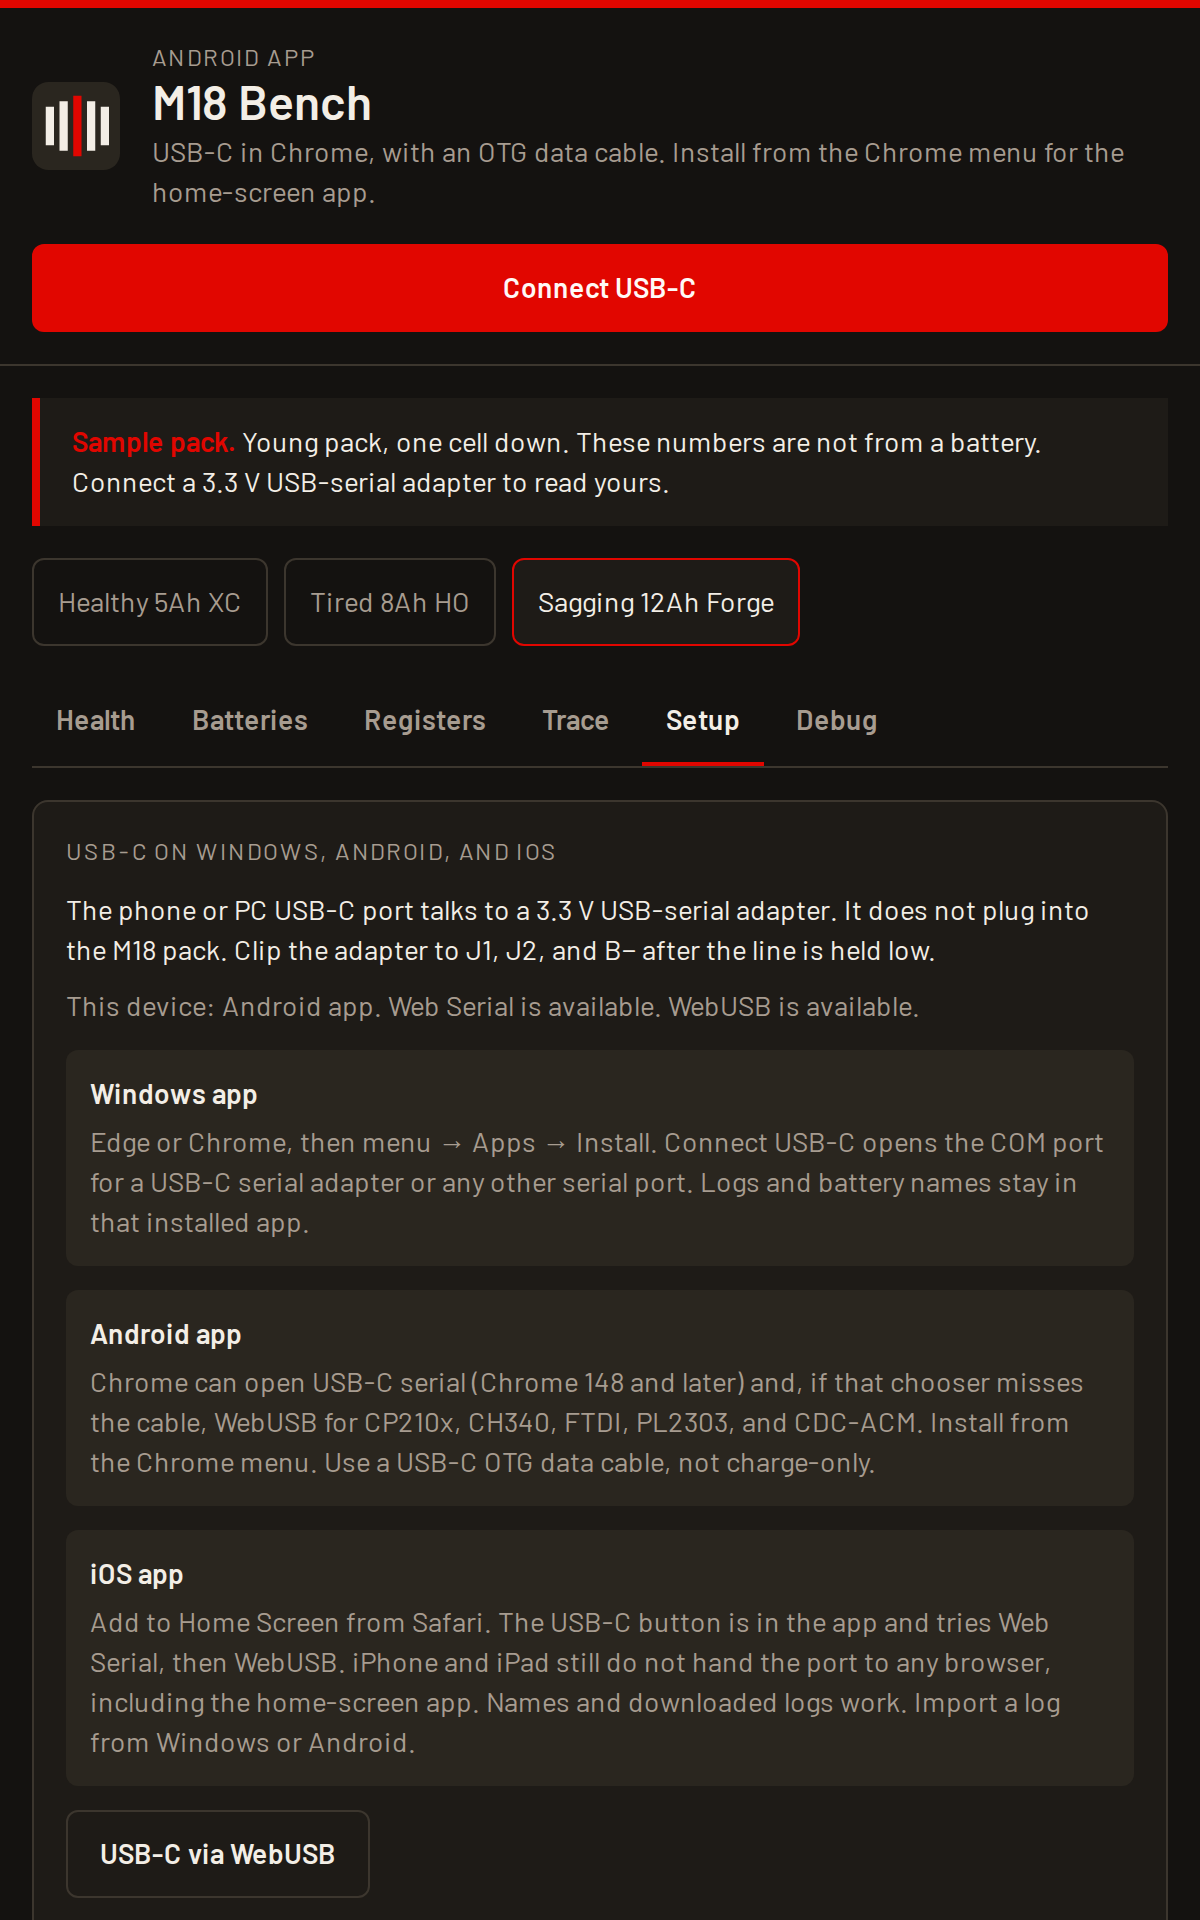 ANDROID APP
M18 Bench
USB-C in Chrome, with an OTG data cable. Install from the Chrome menu for the
home-screen app.
Connect USB-C
Sample pack. Young pack, one cell down. These numbers are not from a battery.
Connect a 3.3 V USB-serial adapter to read yours.
Healthy 5Ah XC
Tired 8Ah HO
Sagging 12Ah Forge
Health
Batteries
Registers
Trace
Setup
Debug
USB-C ON WINDOWS, ANDROID, AND IOS
The phone or PC USB-C port talks to a 3.3 V USB-serial adapter. It does not plug into
the M18 pack. Clip the adapter to J1, J2, and B− after the line is held low.
This device: Android app. Web Serial is available. WebUSB is available.
Windows app
Edge or Chrome, then menu → Apps → Install. Connect USB-C opens the COM port
for a USB-C serial adapter or any other serial port. Logs and battery names stay in
that installed app.
Android app
Chrome can open USB-C serial (Chrome 148 and later) and, if that chooser misses
the cable, WebUSB for CP210x, CH340, FTDI, PL2303, and CDC-ACM. Install from
the Chrome menu. Use a USB-C OTG data cable, not charge-only.
iOS app
Add to Home Screen from Safari. The USB-C button is in the app and tries Web
Serial, then WebUSB. iPhone and iPad still do not hand the port to any browser,
including the home-screen app. Names and downloaded logs work. Import a log
from Windows or Android.
USB-C via WebUSB